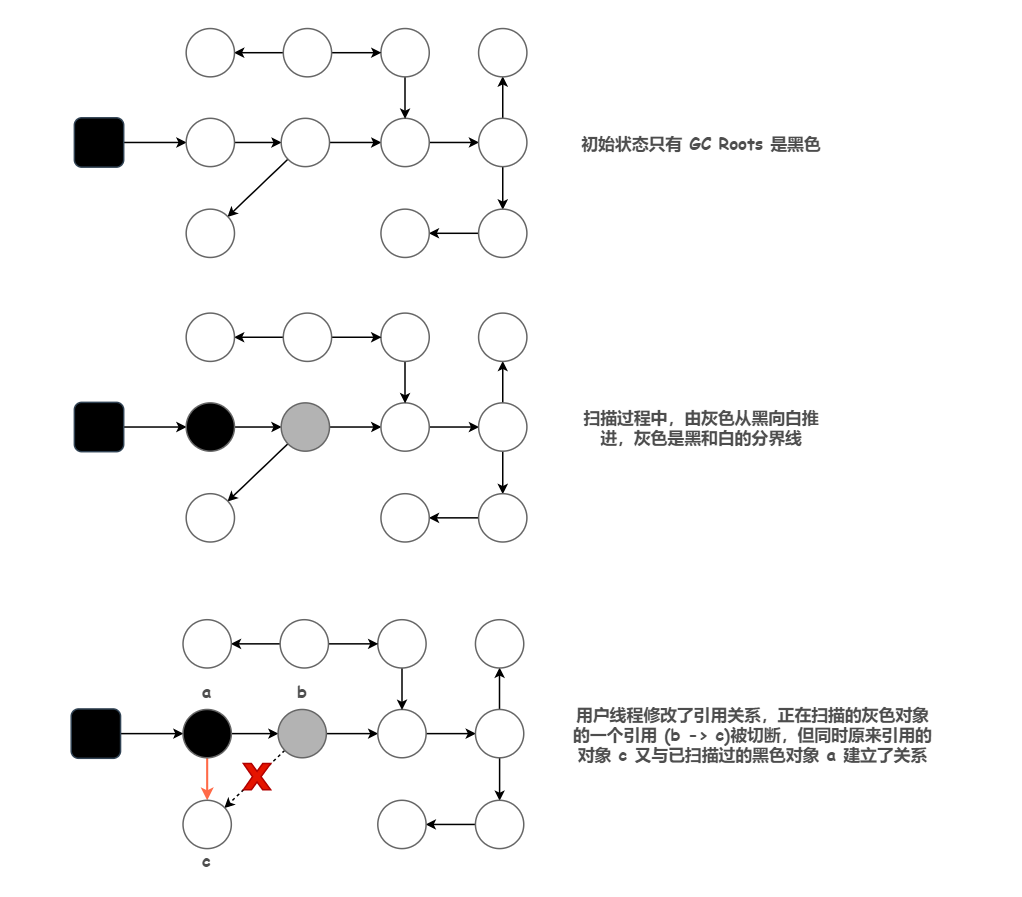 初始状态只有 GC Roots 是黑色
扫描过程中，由灰色从黑向白推
进，灰色是黑和白的分界线
a
b
用户线程修改了引用关系，正在扫描的灰色对象
的一个引用 (b -> c)被切断，但同时原来引用的
对象 c 又与已扫描过的黑色对象 a 建立了关系
X
c